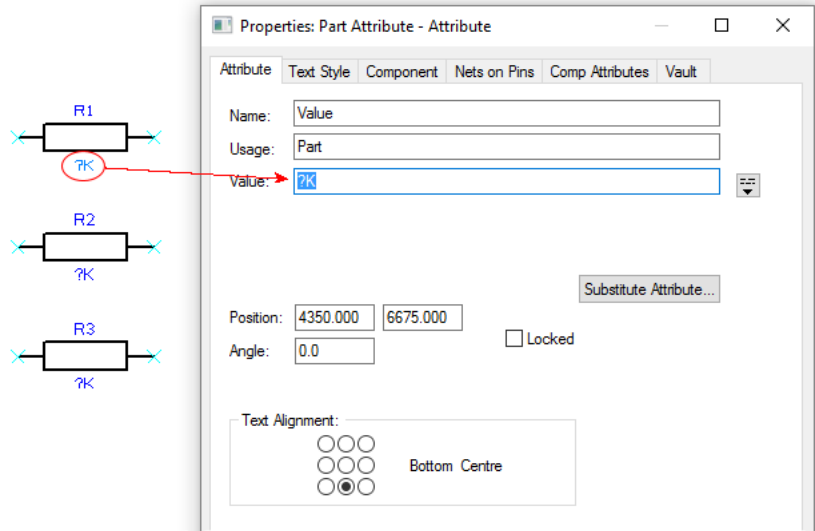 Properties: Part Attribute - Attribute
Attribute Text Style Component Nets on Pins Comp Attributes Vault
R1
?K
R2
?K
R3
?K
Name: Value
Usage: Part
Value: ?K
Substitute Attribute...
Position: 4350.000 6675.000
Locked
Angle: 0.0
Text Alignment:
Bottom Centre